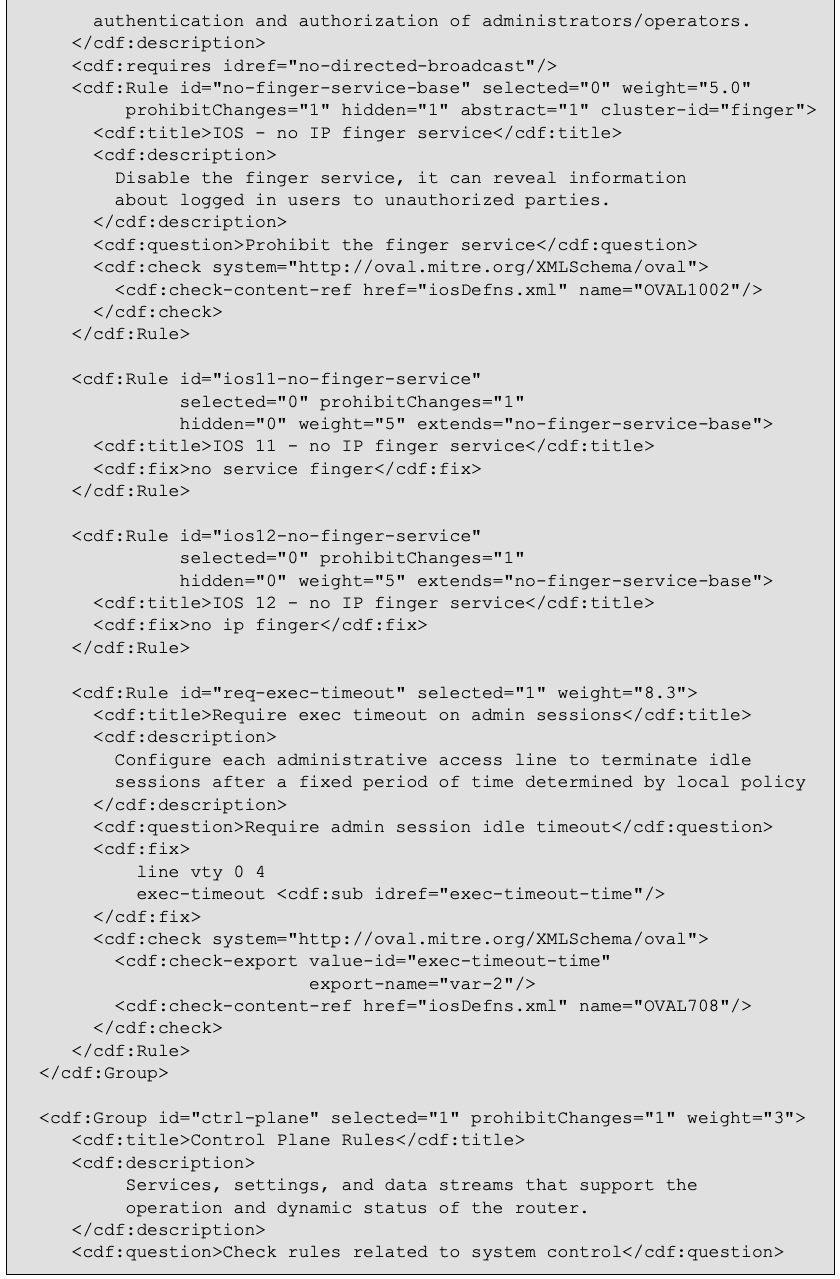 authentication and authorization of administrators/operators.
</cdf:description>
<cdf:requires idref="no-directed-broadcast"/>
<cdf:Rule id="no-finger-service-base" selected="0" weight="5.0"
prohibitChanges="1" hidden="1" abstract="1" cluster-id="finger">
<cdf:title>IOS - no IP finger service</cdf:title>
<cdf:description>
Disable the finger service, it can reveal information
about logged in users to unauthorized parties.
</cdf:description>
<cdf:question>Prohibit the finger service</cdf:question>
<cdf:check system="http://oval.mitre.org/XMLSchema/oval">
<cdf:check-content-ref href="iosDefns.xml" name="OVAL1002"/>
</cdf:check>
</cdf:Rule>
<cdf:Rule id="ios11-no-finger-service"
selected="0" prohibitChanges="1"
hidden="0" weight="5" extends="no-finger-service-base">
<cdf:title>IOS 11 - no IP finger service</cdf:title>
<cdf:fix>no service finger</cdf:fix>
</cdf:Rule>
<cdf:Rule id="ios12-no-finger-service"
selected="0" prohibitChanges="1"
hidden="0" weight="5" extends="no-finger-service-base">
<cdf:title>IOS 12 - no IP finger service</cdf:title>
<cdf:fix>no ip finger</cdf:fix>
</cdf:Rule>
<cdf:Rule id="req-exec-timeout" selected="1" weight="8.3">
<cdf:title>Require exec timeout on admin sessions</cdf:title>
<cdf:description>
Configure each administrative access line to terminate idle
sessions after a fixed period of time determined by local policy
</cdf:description>
<cdf:question>Require admin session idle timeout</cdf:question>
<cdf:fix>
line vty 0 4
exec-timeout <cdf:sub idref="exec-timeout-time"/>
</cdf:fix>
<cdf:check system="http://oval.mitre.org/XMLSchema/oval">
<cdf:check-export value-id="exec-timeout-time"
export-name="var-2"/>
<cdf:check-content-ref href="iosDefns.xml" name="OVAL708"/>
</cdf:check>
</cdf:Rule>
</cdf:Group>
<cdf:Group id="ctrl-plane" selected="1" prohibitChanges="1" weight="3">
<cdf:title>Control Plane Rules</cdf:title>
<cdf:description>
Services, settings, and data streams that support the
operation and dynamic status of the router.
</cdf:description>
<cdf:question>Check rules related to system control</cdf:question>